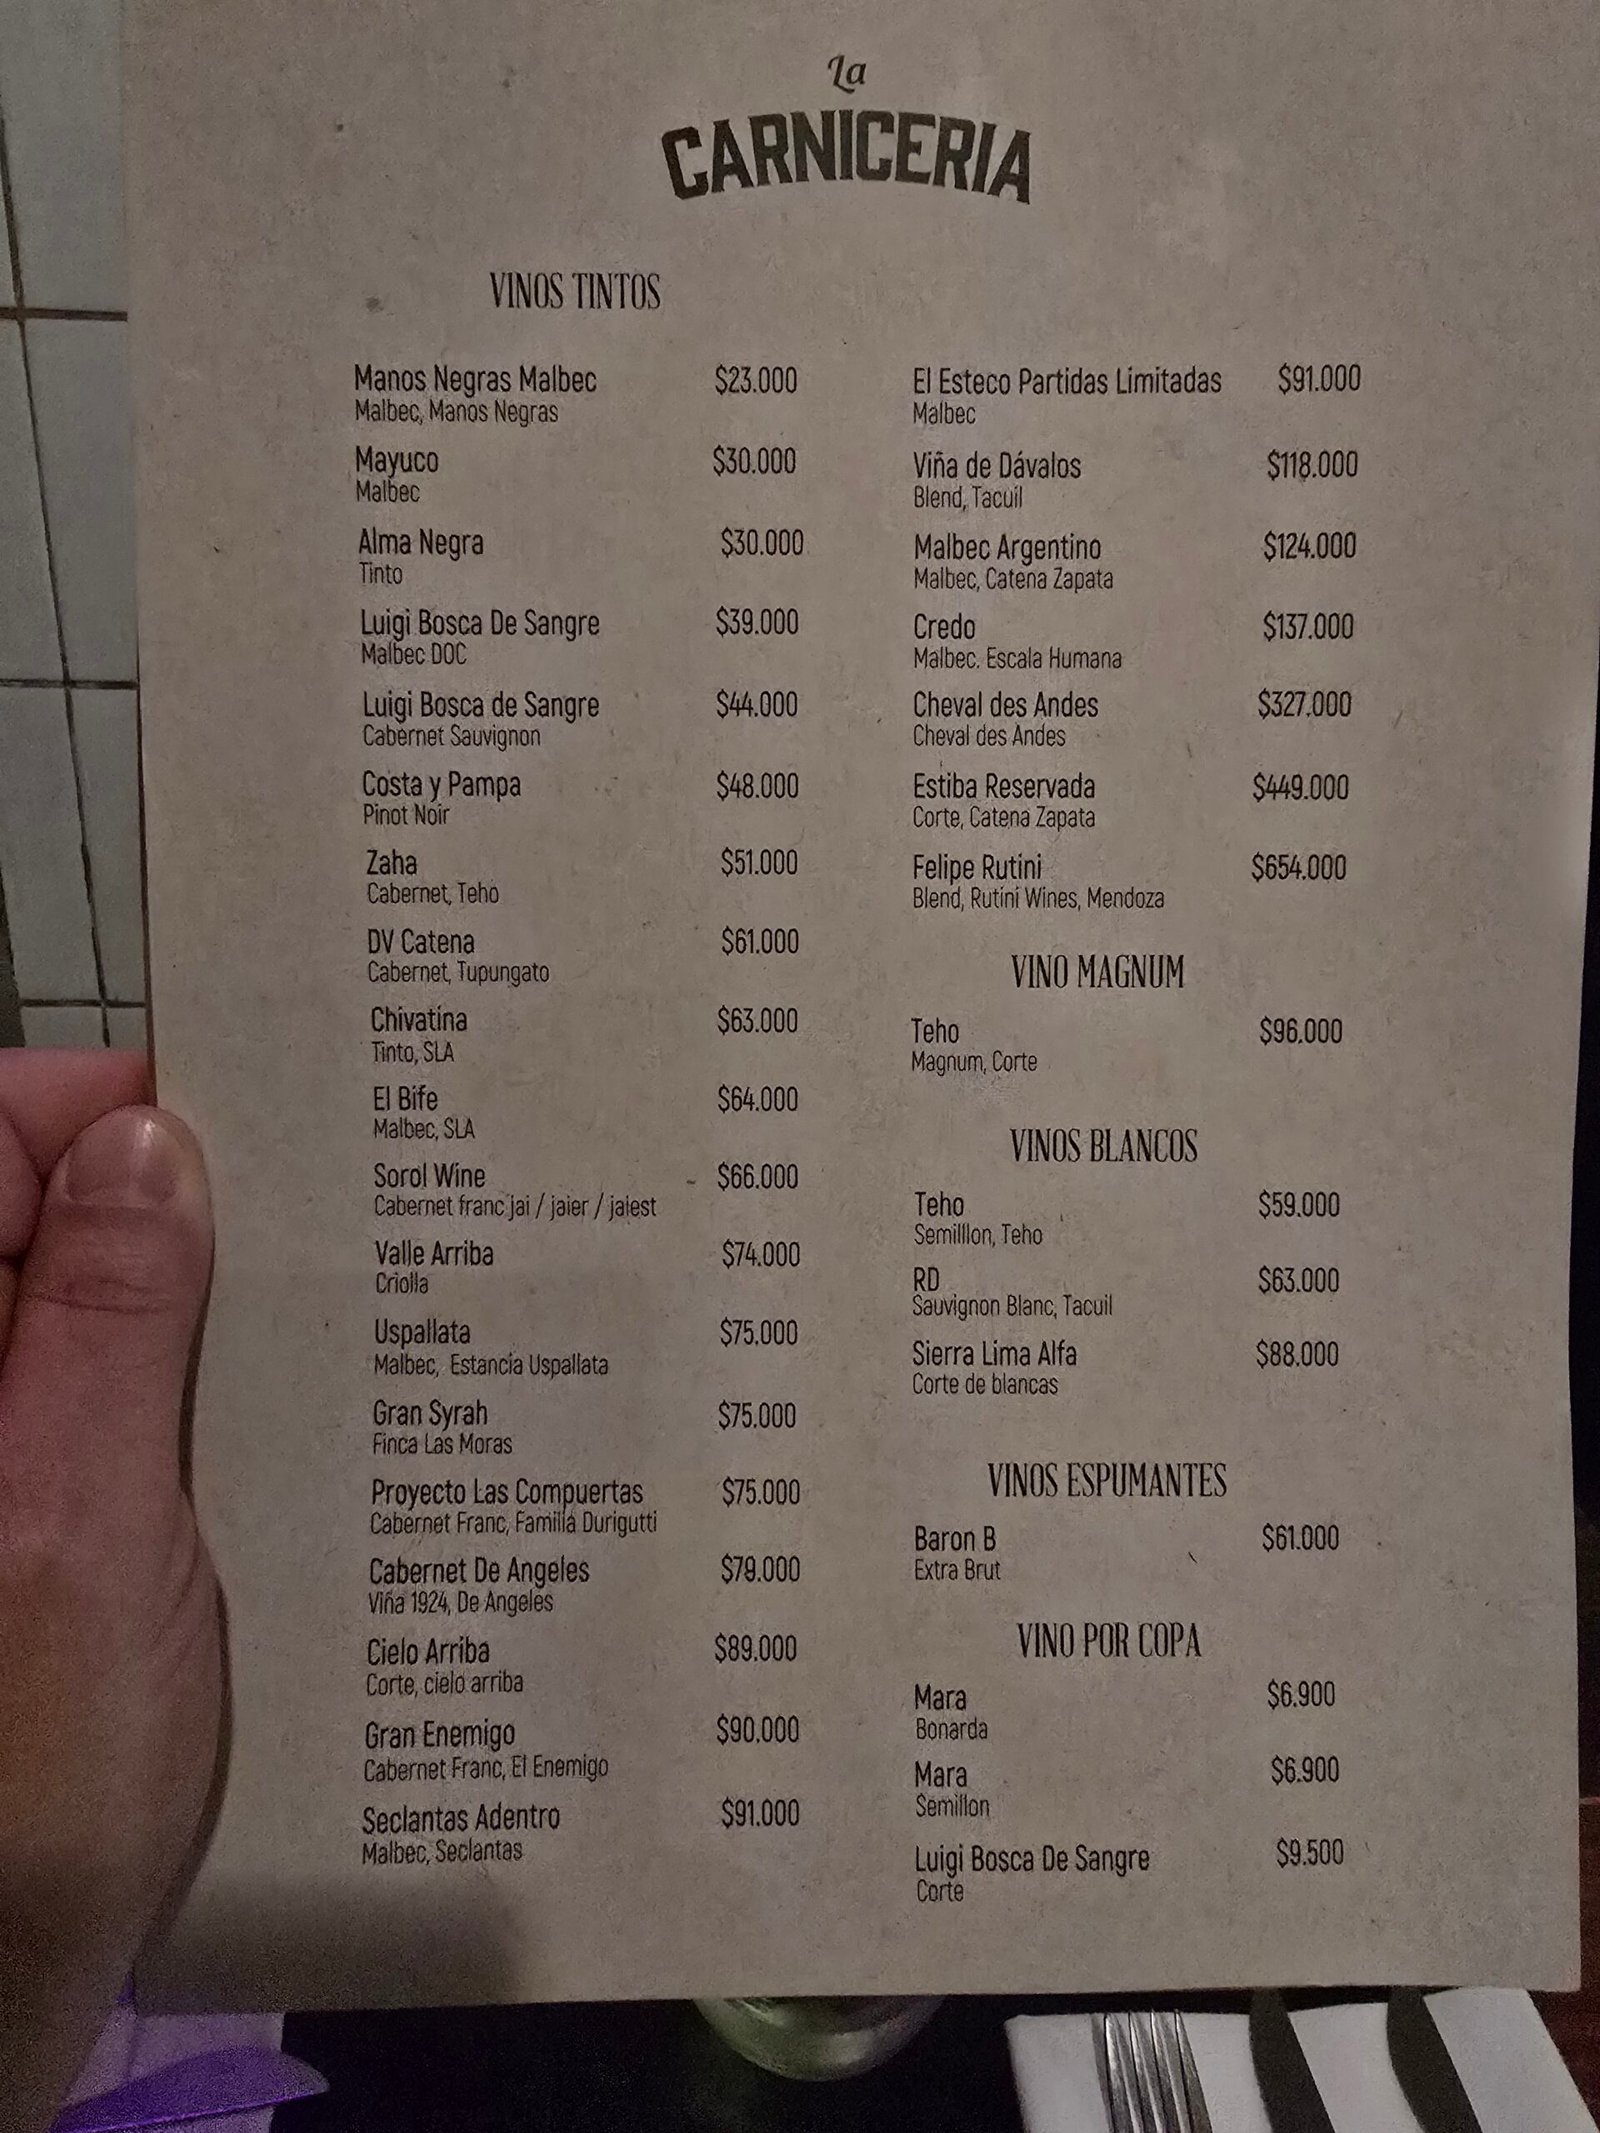 La
CARNICERIA
VINOS TINTOS
Manos Negras Malbec $23.000
Malbec, Manos Negras
Mayuco $30.000
Malbec
Alma Negra $30.000
Tinto
Luigi Bosca De Sangre $39.000
Malbec DOC
Luigi Bosca de Sangre $44.000
Cabernet Sauvignon
Costa y Pampa $48.000
Pinot Noir
Zaha $51.000
Cabernet, Teho
DV Catena $61.000
Cabernet, Tupungato
Chivatina $63.000
Tinto, SLA
El Bife $64.000
Malbec, SLA
Sorol Wine - $66.000
Cabernet franc jai / jaier / jaiest
Valle Arriba $74.000
Criolla
Uspallata $75.000
Malbec, Estancia Uspallata
Gran Syrah $75.000
Finca Las Moras
Proyecto Las Compuertas $75.000
Cabernet Franc, Familia Durigutti
Cabernet De Angeles $79.000
Viña 1924, De Angeles
Cielo Arriba $89.000
Corte, cielo arriba
Gran Enemigo $90.000
Cabernet Franc, El Enemigo
Seclantas Adentro $91.000
Malbec, Seclantas
El Esteco Partidas Limitadas $91.000
Malbec
Viña de Dávalos $118.000
Blend, Tacuil
Malbec Argentino $124.000
Malbec, Catena Zapata
Credo $137.000
Malbec. Escala Humana
Cheval des Andes $327.000
Cheval des Andes
Estiba Reservada $449.000
Corte, Catena Zapata
Felipe Rutini $654.000
Blend, Rutini Wines, Mendoza
VINO MAGNUM
Teho $96.000
Magnum, Corte
VINOS BLANCOS
Teho $59.000
Semilllon, Teho
RD $63.000
Sauvignon Blanc, Tacuil
Sierra Lima Alfa $88.000
Corte de blancas
VINOS ESPUMANTES
Baron B $61.000
Extra Brut
VINO POR COPA
Mara $6.900
Bonarda
Mara $6.900
Semillon
Luigi Bosca De Sangre $9.500
Corte